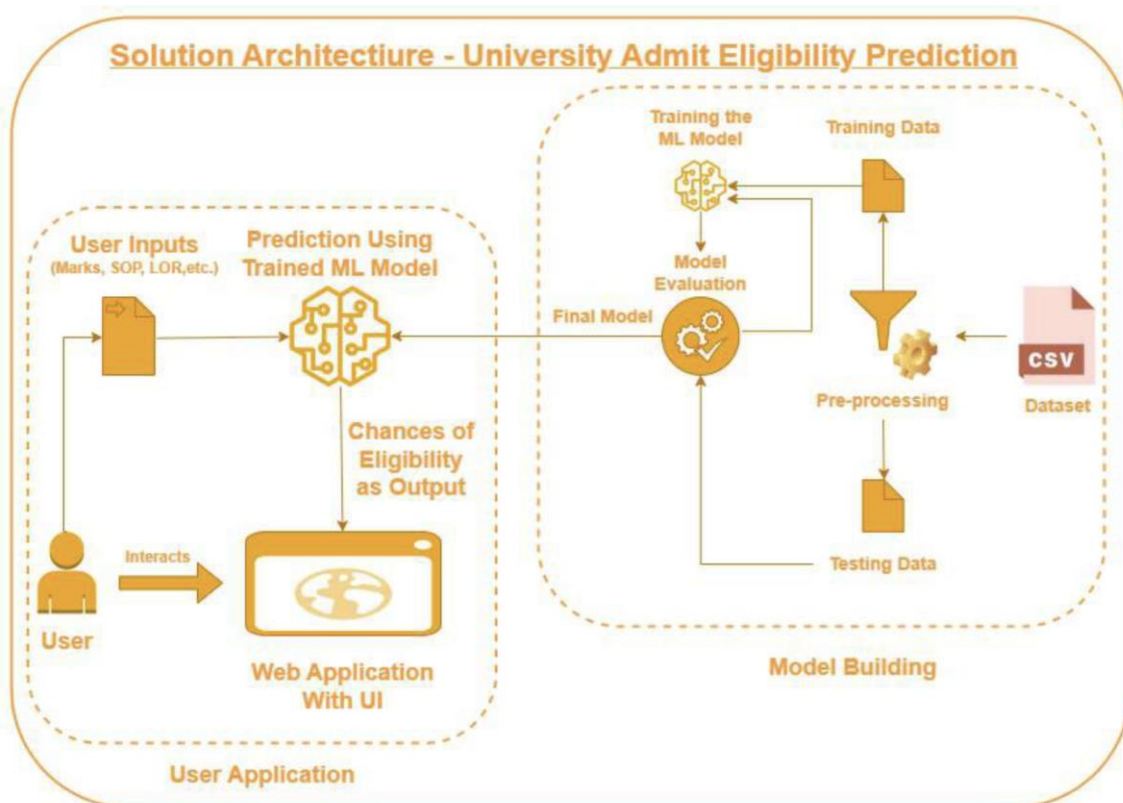 Solution Architectiure - University Admit Eligibility Prediction
Training the
ML Model
Training Data
User Inputs
(Marks, SOP, LOR,etc.)
Prediction Using
Trained ML Model
Model
Evaluation
Final Model
CSV
Pre-processing
Dataset
Chances of
Eligibility
as Output
Interacts
Testing Data
User
Web Application
With UI
Model Building
User Application